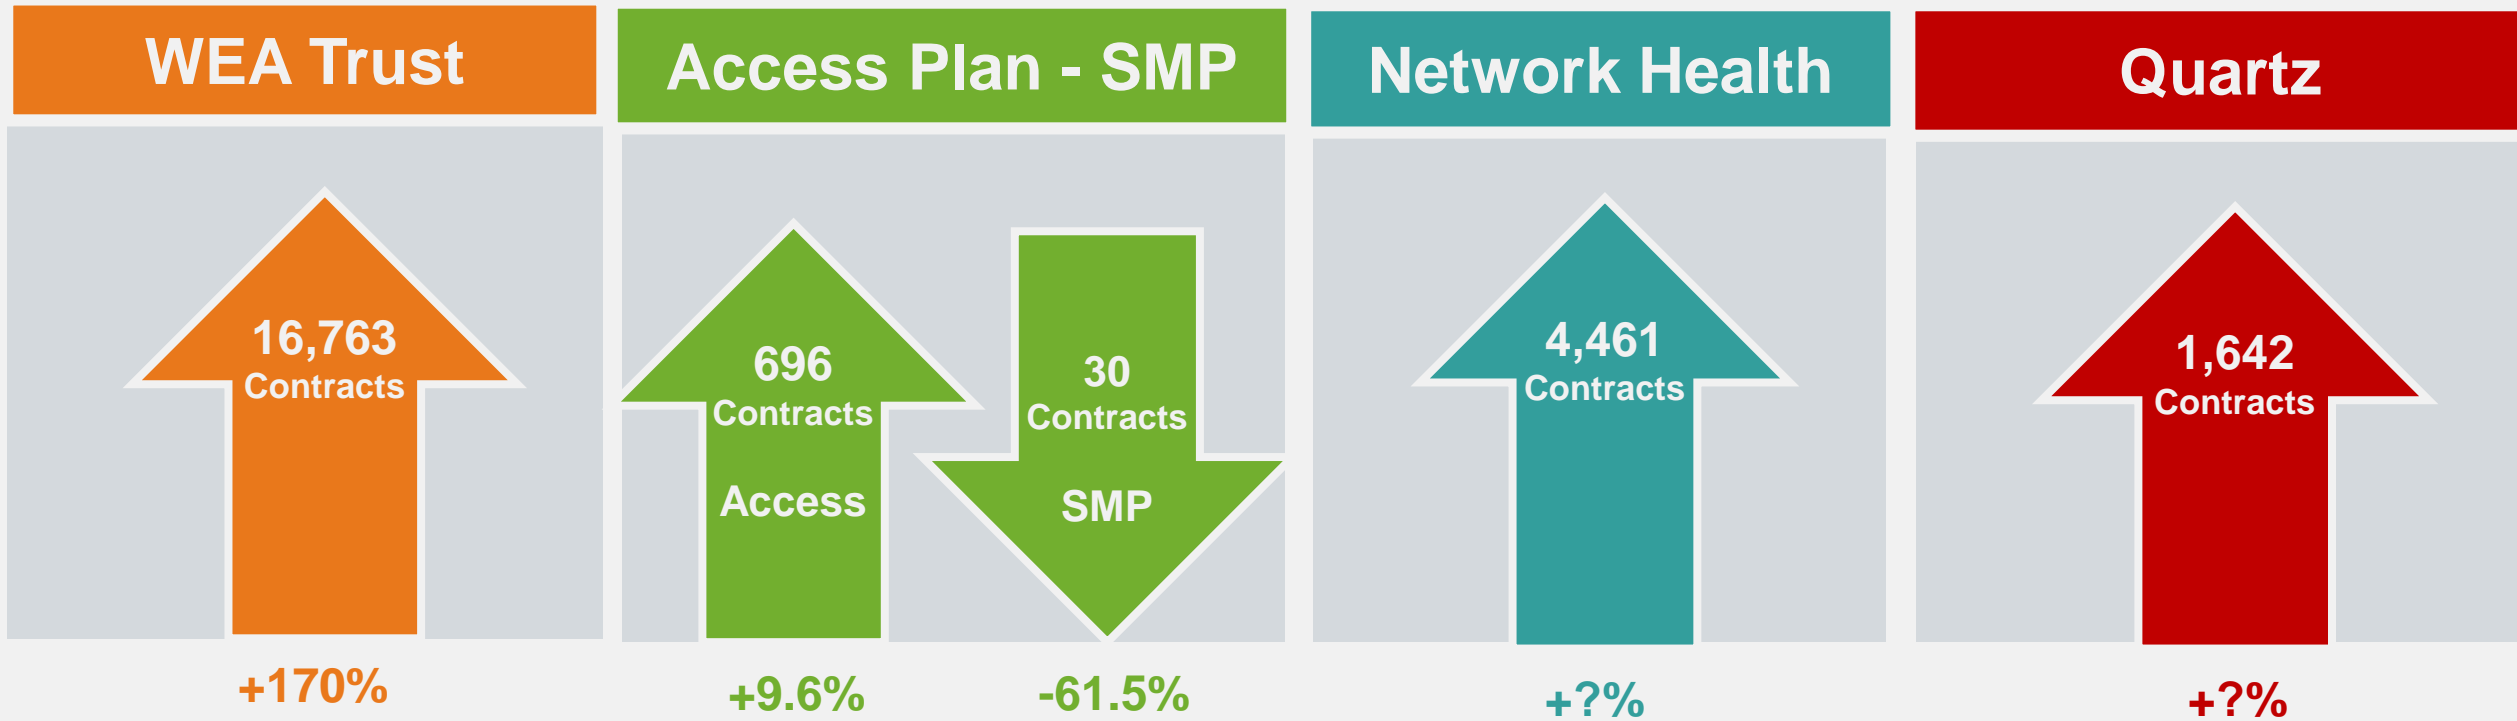 WEA Trust
16,763
Contracts
+170%
Access Plan - SMP
696
Contracts
Access
+9.6%
30
Contracts
SMP
-61.5%
Network Health
4,461
Contracts
+?%
Quartz
1,642
Contracts
+?%